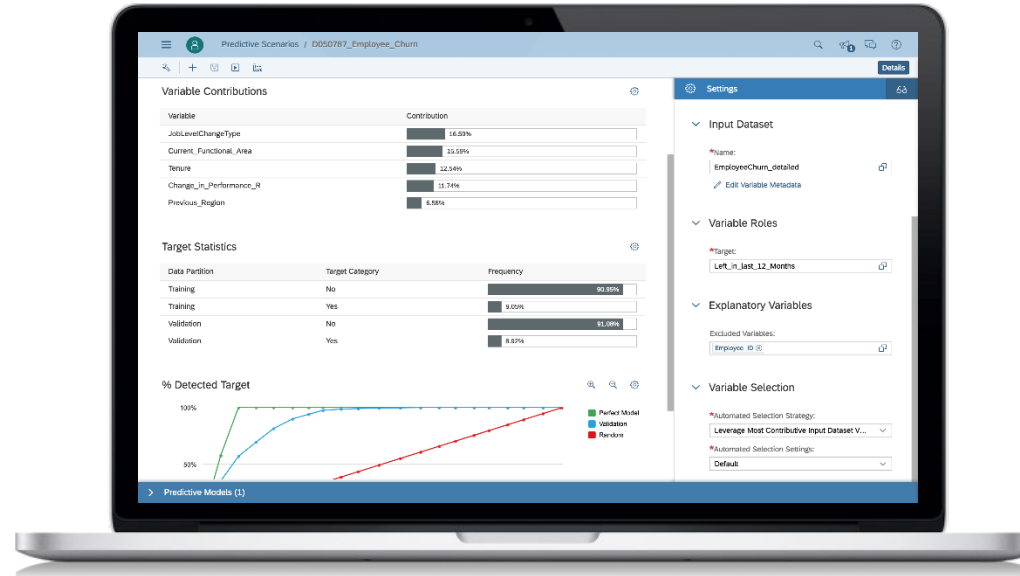 Predictive Scenarios / D050787_Employee_Churn
1
Details
Variable Contributions
Settings
Variable Contribution
JobLevelChangeType 16.59%
Current_Functional_Area 15.55%
Tenure 12.54%
Change_in_Performance_R 11.74%
Previous_Region 6.58%
Input Dataset
*Name:
EmployeeChurn_detailed
Edit Variable Metadata
Variable Roles
*Target:
Left_in_last_12_Months
Target Statistics
Data Partition Target Category Frequency
Training No 90.95%
Training Yes 9.05%
Validation No 91.08%
Validation Yes 8.92%
Explanatory Variables
Excluded Variables:
Employee_ID
% Detected Target
100%
50%
Perfect Model
Validation
Random
Variable Selection
*Automated Selection Strategy:
Leverage Most Contributive Input Dataset V...
*Automated Selection Settings:
Default
Predictive Models (1)